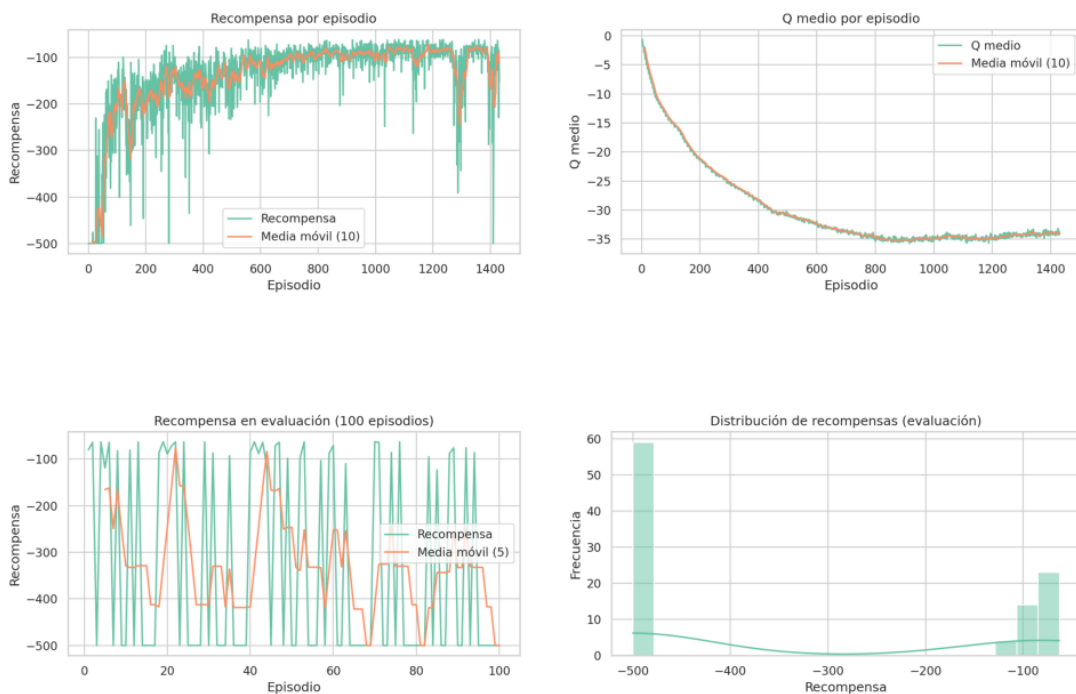 Recompensa por episodio
Recompensa
−100
−200
−300
−400
−500
Recompensa
Media móvil (10)
0 200 400 600 800 1000 1200 1400
Episodio
Q medio por episodio
Q medio
0
−5
−10
−15
−20
−25
−30
−35
Q medio
Media móvil (10)
0 200 400 600 800 1000 1200 1400
Episodio
Recompensa en evaluación (100 episodios)
Recompensa
−100
−200
−300
−400
−500
Recompensa
Media móvil (5)
0 20 40 60 80 100
Episodio
Distribución de recompensas (evaluación)
Frecuencia
60
50
40
30
20
10
0
−500 −400 −300 −200 −100
Recompensa